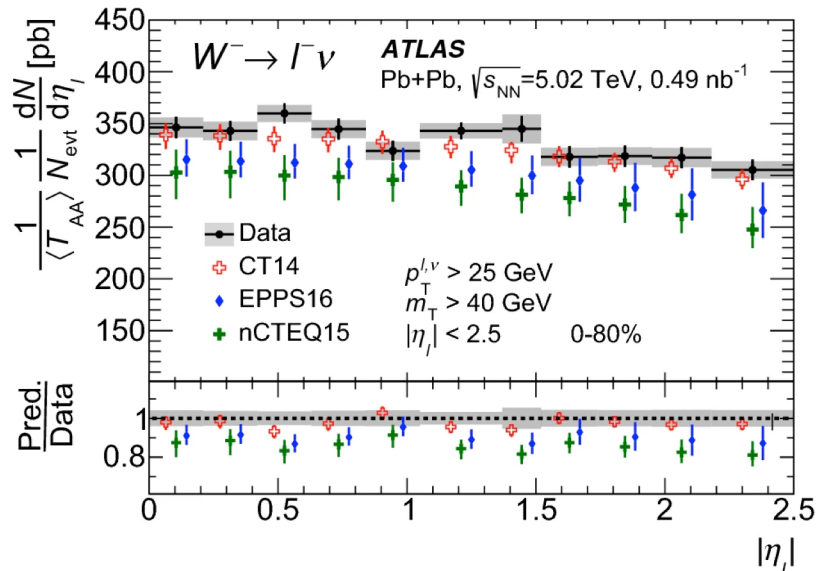 450
400
350
300
250
200
150
1/⟨T_AA⟩ 1/N_evt dN/dη_l [pb]
W⁻ → l⁻ν
ATLAS
Pb+Pb, √s_NN=5.02 TeV, 0.49 nb⁻¹
Data
CT14
EPPS16
nCTEQ15
p_T^{l,ν} > 25 GeV
m_T > 40 GeV
|η_l| < 2.5 0-80%
Pred./Data
1
0.8
0 0.5 1 1.5 2 2.5
|η_l|